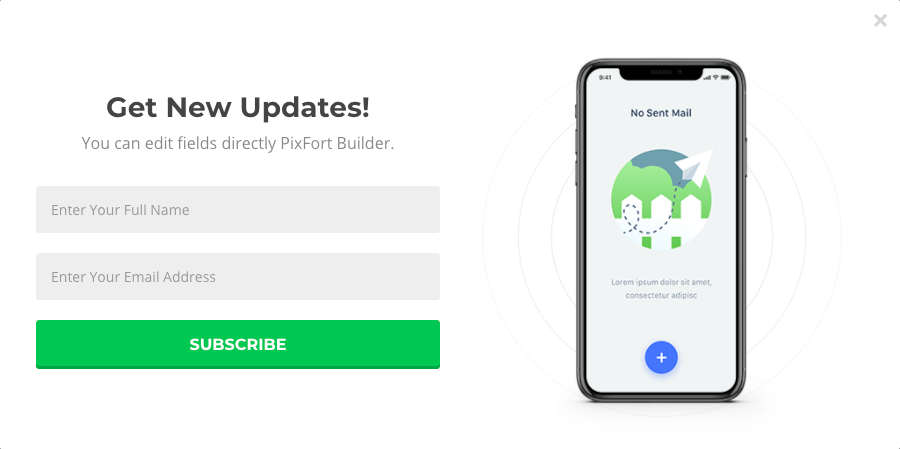 Get New Updates!
You can edit fields directly PixFort Builder.
Enter Your Full Name
Enter Your Email Address
SUBSCRIBE
9:41
No Sent Mail
Lorem ipsum dolor sit amet,
consectetur adipisc